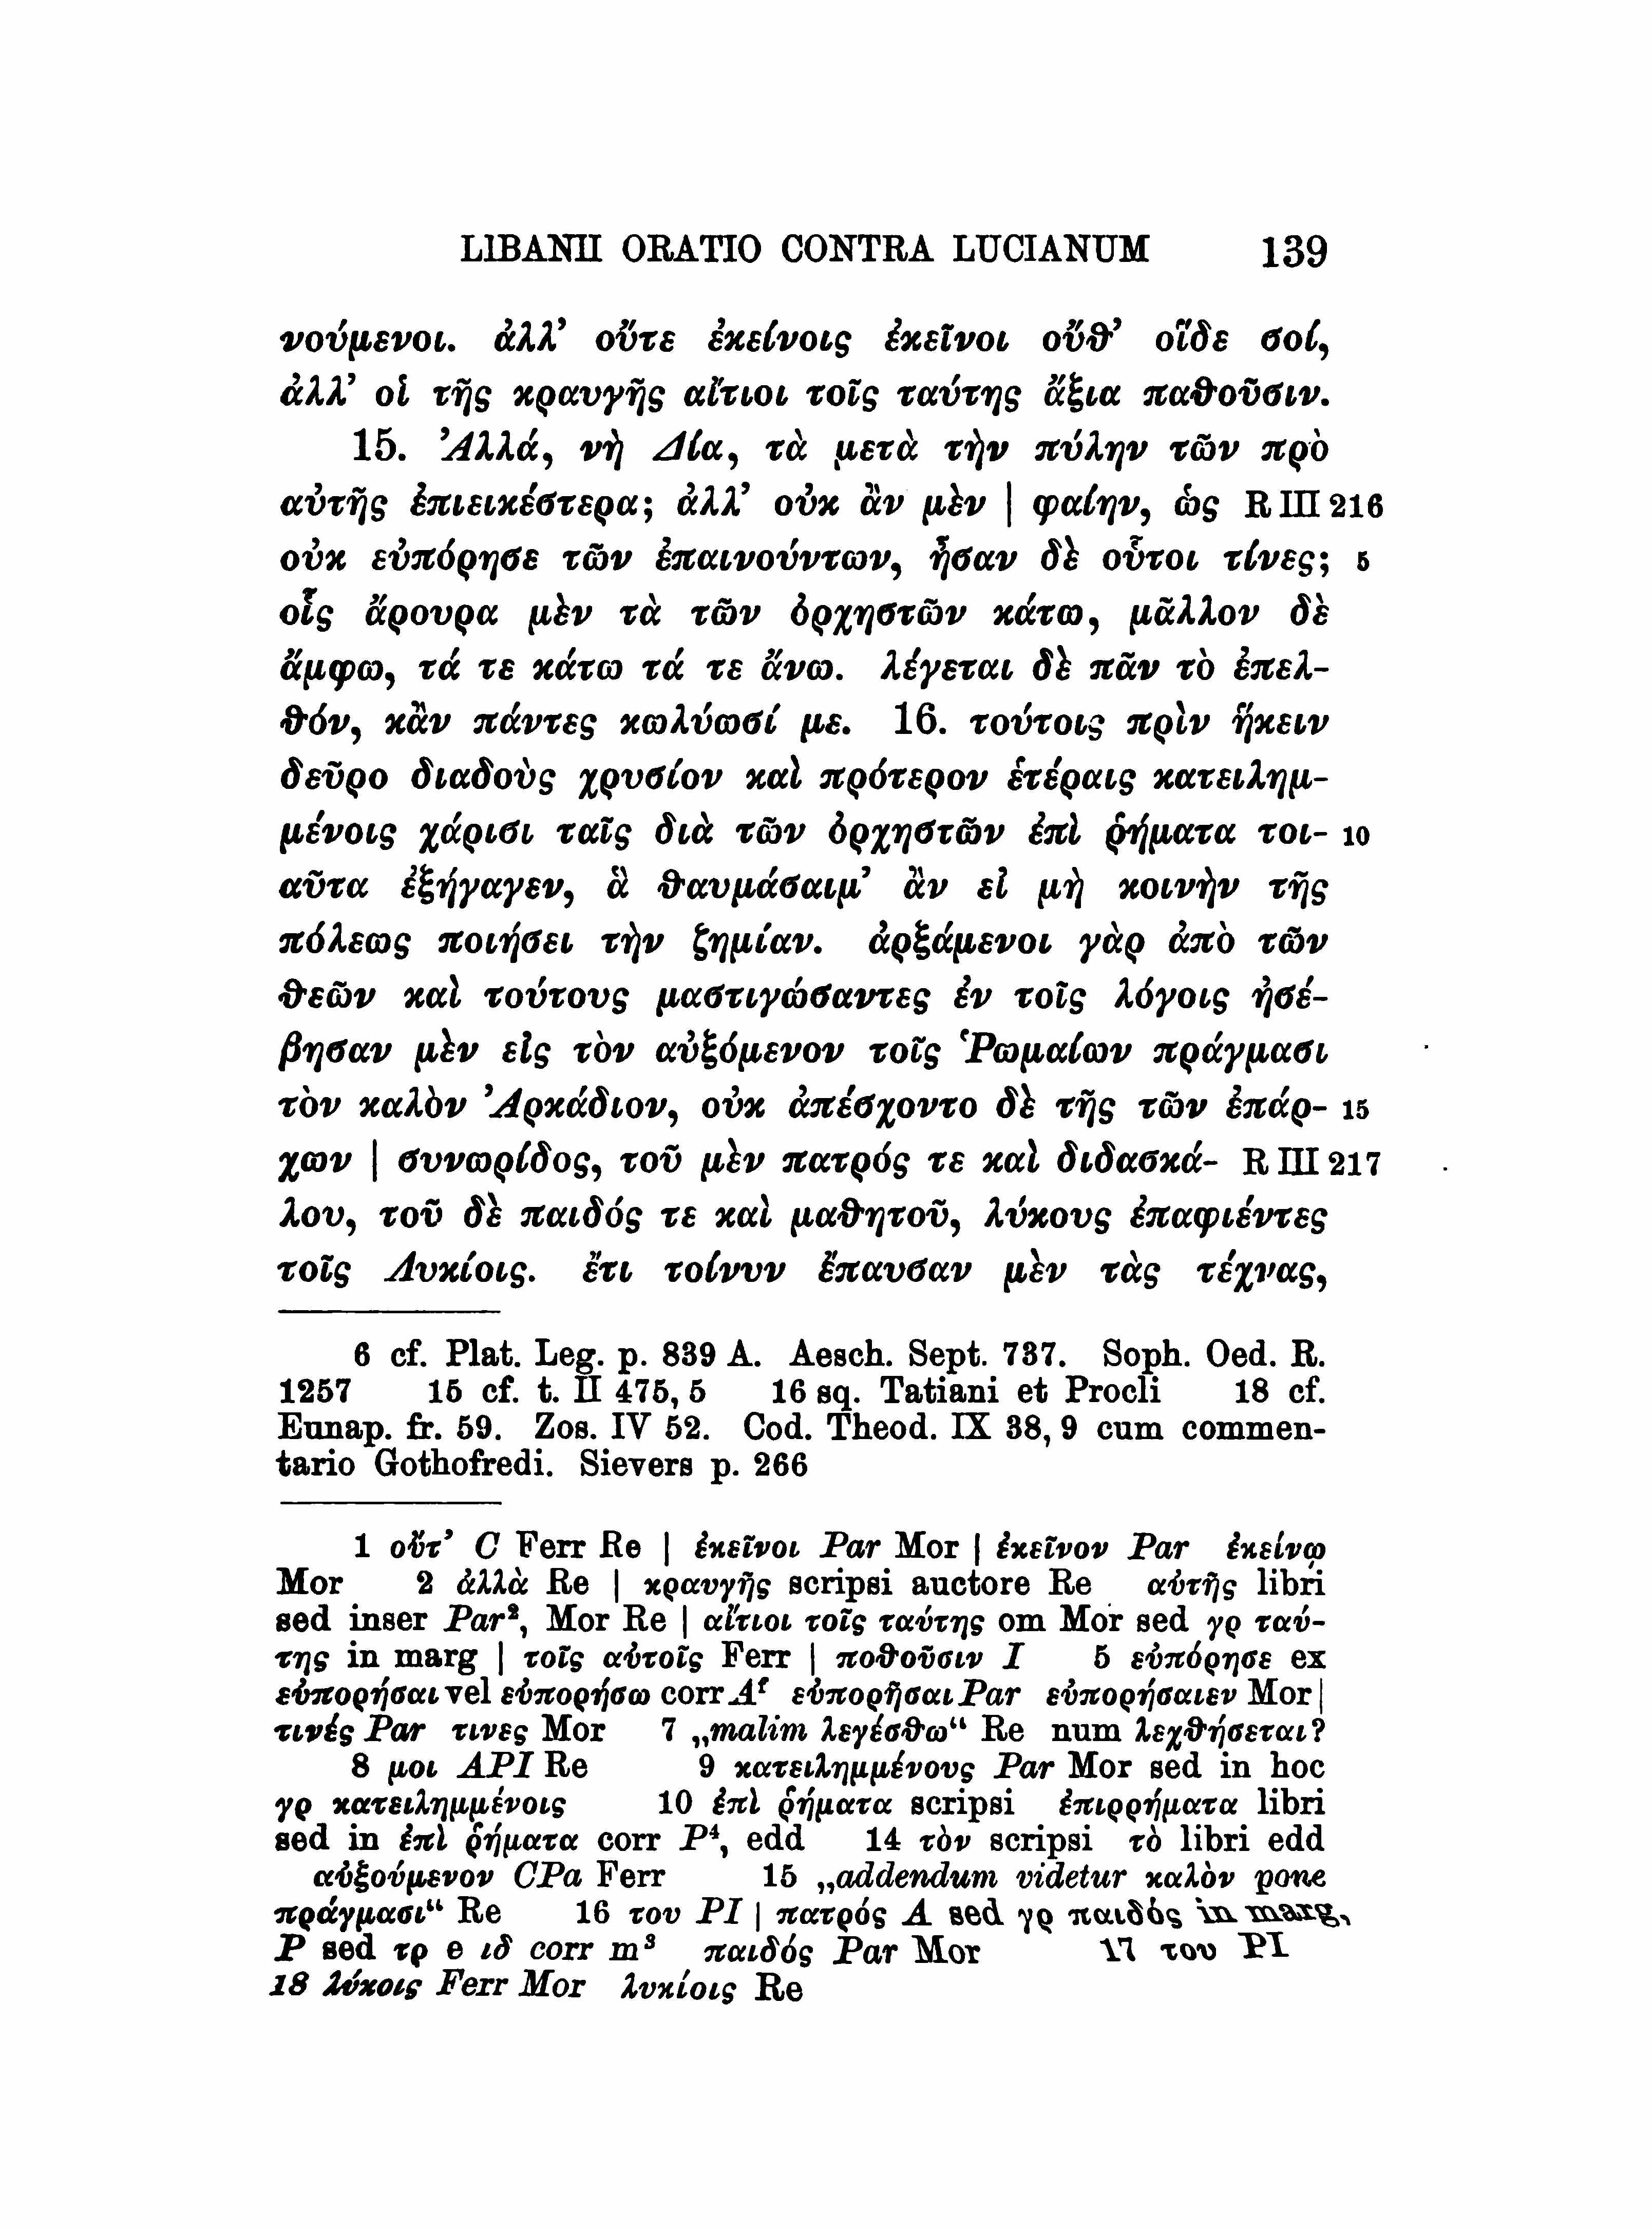 LIBANII ORATIO CONTRA LUCIANUM 139
νούμενοι. ἀλλ’ οὔτε ἐκείνοις ἐκεῖνοι οὔθ’ οἵδε σοί,
ἀλλ’ οἱ τῆς κραυγῆς αἴτιοι τοῖς ταύτης ἄξια παθοῦσιν.
15. Ἀλλά, νὴ Δία, τὰ μετὰ τὴν πύλην τῶν πρὸ
αὐτῆς ἐπιεικέστερα; ἀλλ’ οὐκ ἂν μὲν | φαίην, ὡς R III 216
οὐκ εὐπόρησε τῶν ἐπαινούντων, ἦσαν δὲ οὗτοι τίνες; 5
οἷς ἄρουρα μὲν τὰ τῶν ὀρχηστῶν κάτω, μᾶλλον δὲ
ἄμφω, τά τε κάτω τά τε ἄνω. λέγεται δὲ πᾶν τὸ ἐπελ-
θόν, κἂν πάντες κωλύωσί με. 16. τούτοις πρὶν ἥκειν
δεῦρο διαδοὺς χρυσίον καὶ πρότερον ἑτέραις κατειλημ-
μένοις χάρισι ταῖς διὰ τῶν ὀρχηστῶν ἐπὶ ῥήματα τοι- 10
αῦτα ἐξήγαγεν, ἃ θαυμάσαιμ’ ἂν εἰ μὴ κοινὴν τῆς
πόλεως ποιήσει τὴν ζημίαν. ἀρξάμενοι γὰρ ἀπὸ τῶν
θεῶν καὶ τούτους μαστιγώσαντες ἐν τοῖς λόγοις ἠσέ-
βησαν μὲν εἰς τὸν αὐξόμενον τοῖς Ῥωμαίων πράγμασι
τὸν καλὸν Ἀρκάδιον, οὐκ ἀπέσχοντο δὲ τῆς τῶν ἐπάρ- 15
χων | συνωρίδος, τοῦ μὲν πατρός τε καὶ διδασκά- R III 217
λου, τοῦ δὲ παιδός τε καὶ μαθητοῦ, λύκους ἐπαφιέντες
τοῖς Λυκίοις. ἔτι τοίνυν ἔπαυσαν μὲν τὰς τέχνας,
6 cf. Plat. Leg. p. 839 A. Aesch. Sept. 737. Soph. Oed. R.
1257 15 cf. t. II 475, 5 16 sq. Tatiani et Procli 18 cf.
Eunap. fr. 59. Zos. IV 52. Cod. Theod. IX 38, 9 cum commen-
tario Gothofredi. Sievers p. 266
1 οὔτ’ C Ferr Re | ἐκεῖνοι Par Mor | ἐκεῖνον Par ἐκείνῳ
Mor 2 ἀλλὰ Re | κραυγῆς scripsi auctore Re αὐτῆς libri
sed inser Par², Mor Re | αἴτιοι τοῖς ταύτης om Mor sed γρ ταύ-
της in marg | τοῖς αὐτοῖς Ferr | ποθοῦσιν I 5 εὐπόρησε ex
εὐπορήσαι vel εὐπορήσω corr Aᶠ εὐπορῆσαι Par εὐπορήσαιεν Mor |
τινές Par τινες Mor 7 „malim λεγέσθω“ Re num λεχθήσεται?
8 μοι API Re 9 κατειλημμένους Par Mor sed in hoc
γρ κατειλημμένοις 10 ἐπὶ ῥήματα scripsi ἐπιρρήματα libri
sed in ἐπὶ ῥήματα corr P⁴, edd 14 τὸν scripsi τὸ libri edd
αὐξούμενον CPa Ferr 15 „addendum videtur καλὸν pone
πράγμασι“ Re 16 του PI | πατρός A sed γρ παιδός in marg,
P sed τρ e ιδ corr m³ παιδός Par Mor 17 του PI
18 λύκοις Ferr Mor λυκίοις Re